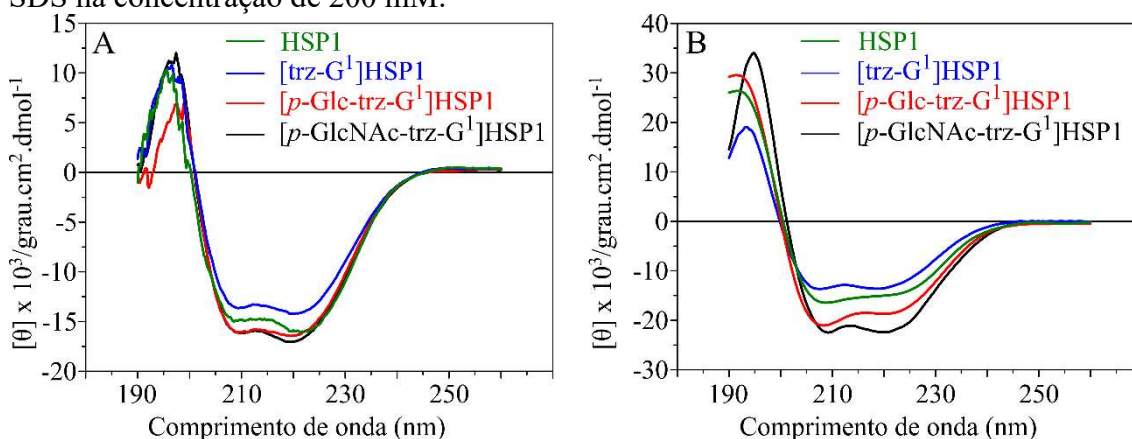 SDS na concentração de 200 mM.
A
HSP1
[trz-G¹]HSP1
[p-Glc-trz-G¹]HSP1
[p-GlcNAc-trz-G¹]HSP1
15
10
5
0
-5
-10
-15
-20
190 210 230 250
[θ] x 10³/grau.cm².dmol⁻¹
Comprimento de onda (nm)
B
HSP1
[trz-G¹]HSP1
[p-Glc-trz-G¹]HSP1
[p-GlcNAc-trz-G¹]HSP1
40
30
20
10
0
-10
-20
-30
190 210 230 250
[θ] x 10³/grau.cm².dmol⁻¹
Comprimento de onda (nm)